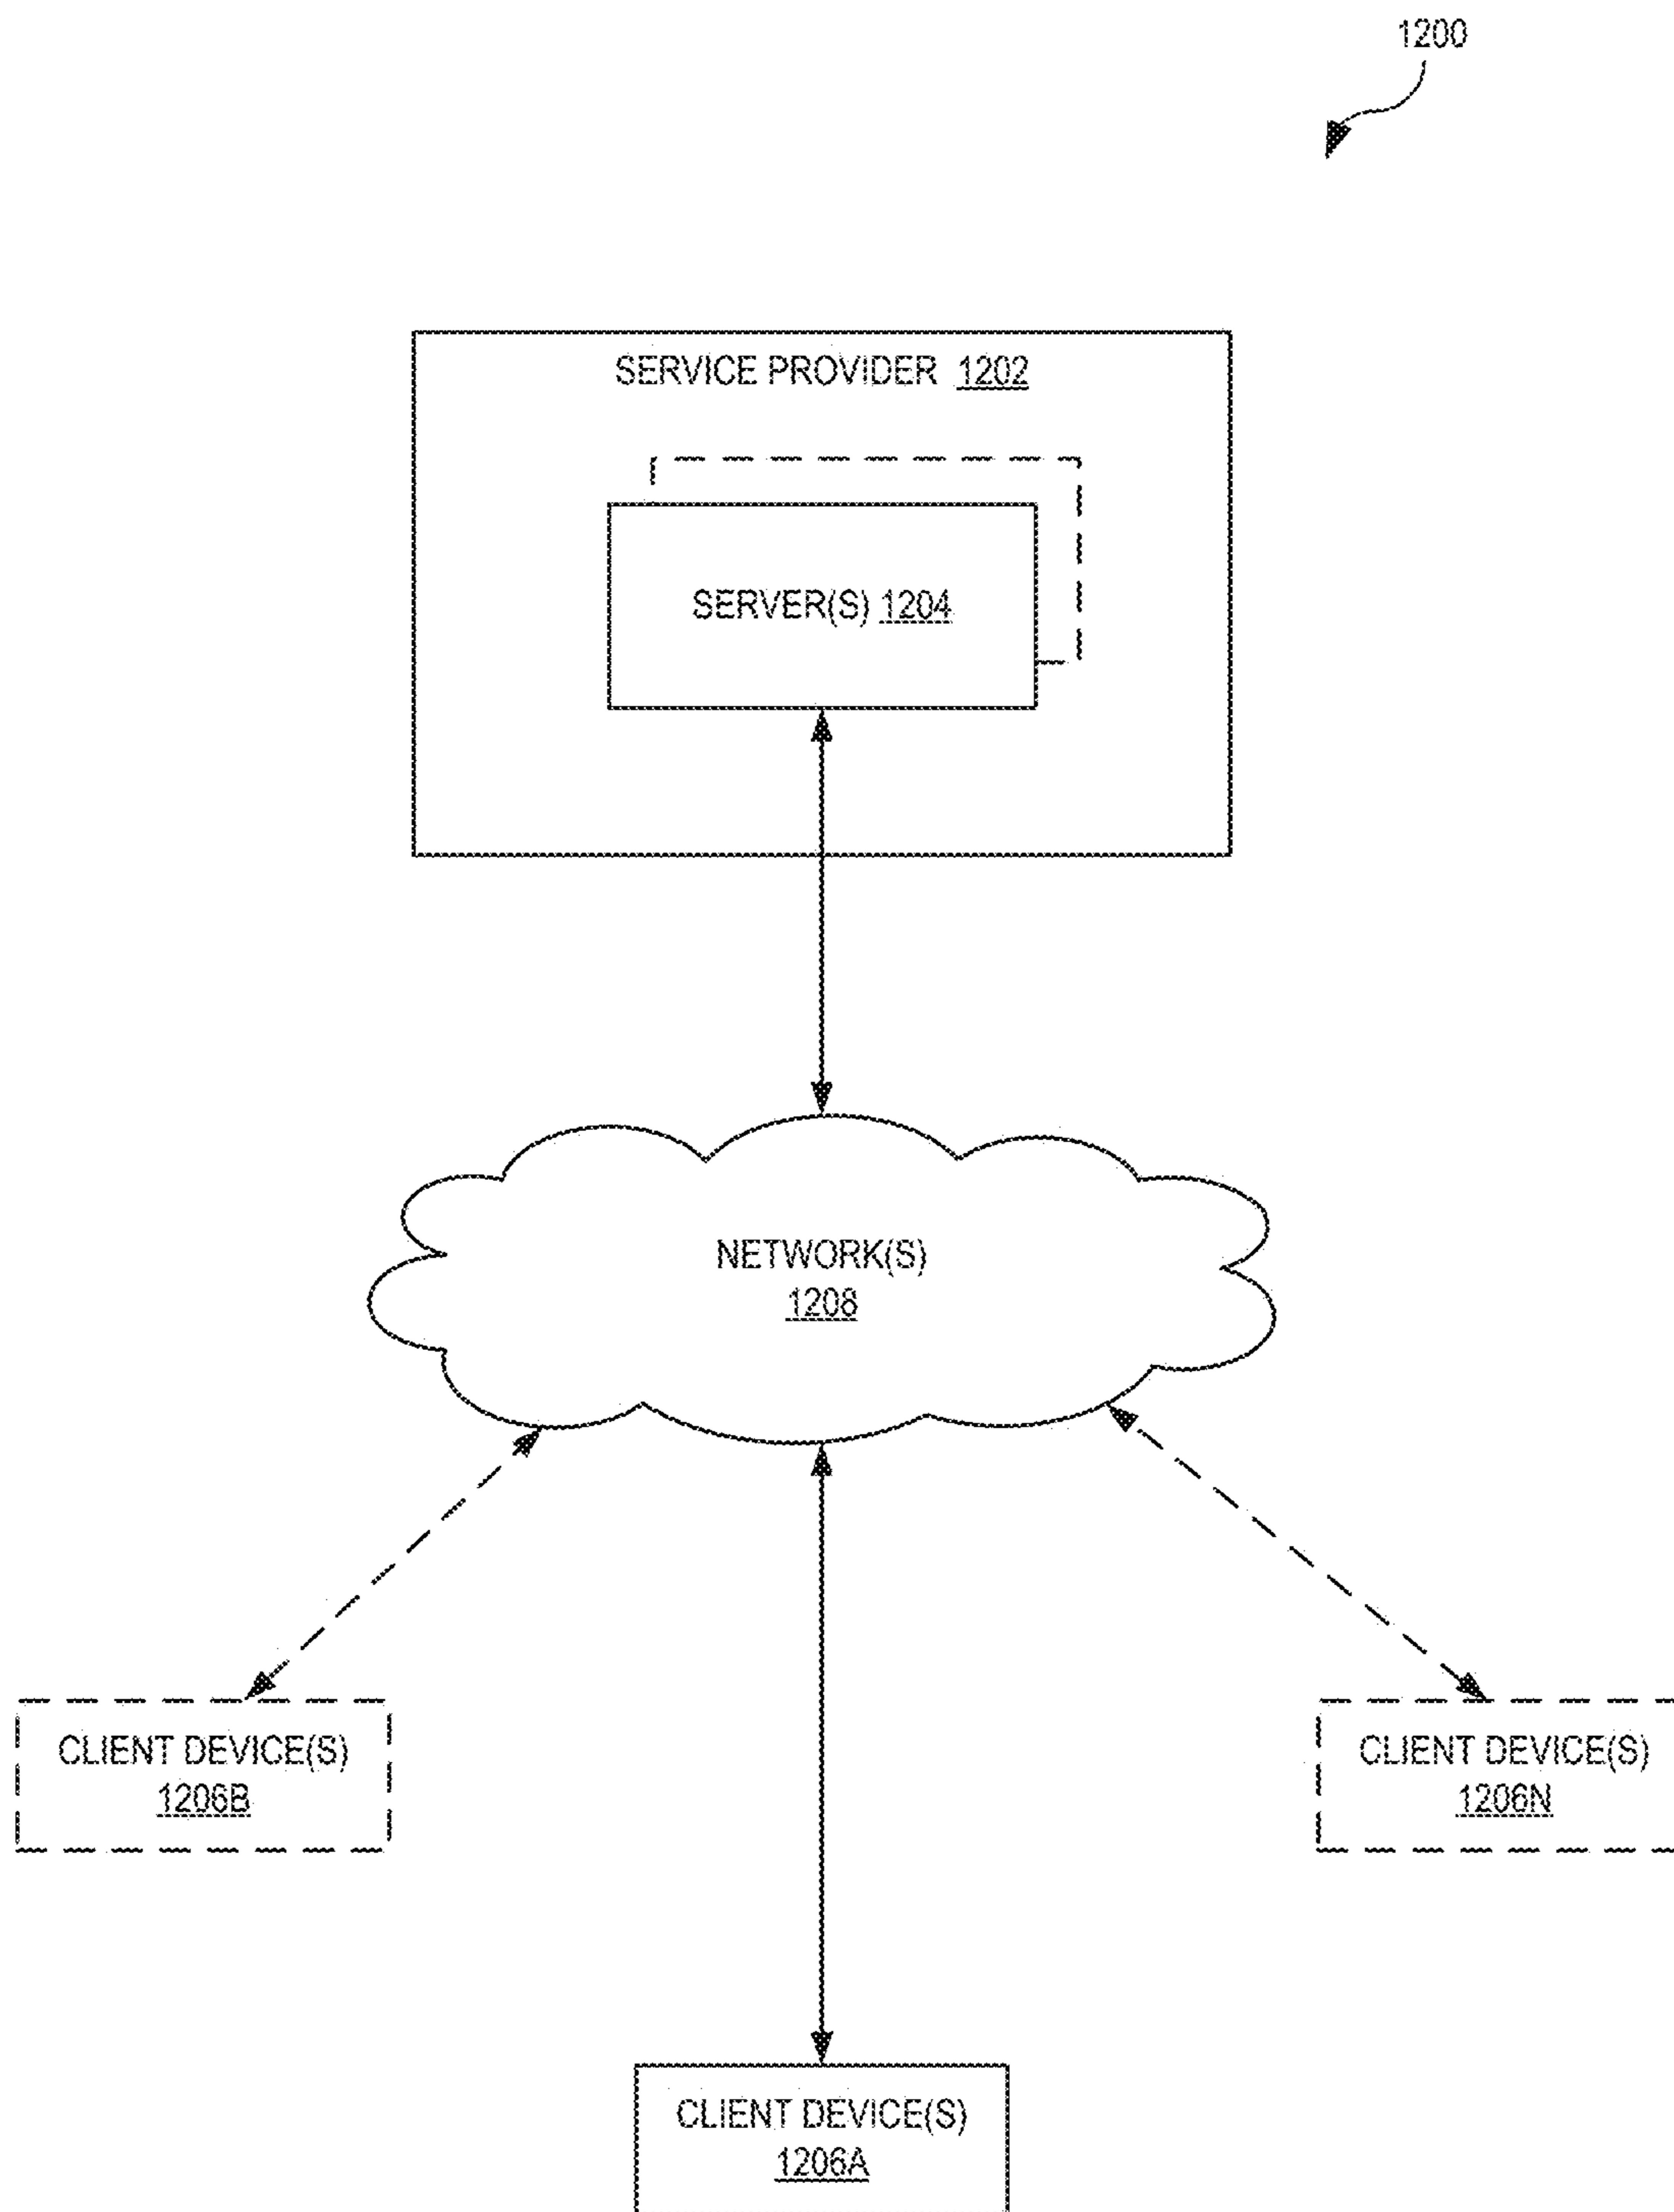 1200
SERVICE PROVIDER 1202
SERVER(S) 1204
NETWORK(S)
1208
CLIENT DEVICE(S)
1206B
CLIENT DEVICE(S)
1206N
CLIENT DEVICE(S)
1206A